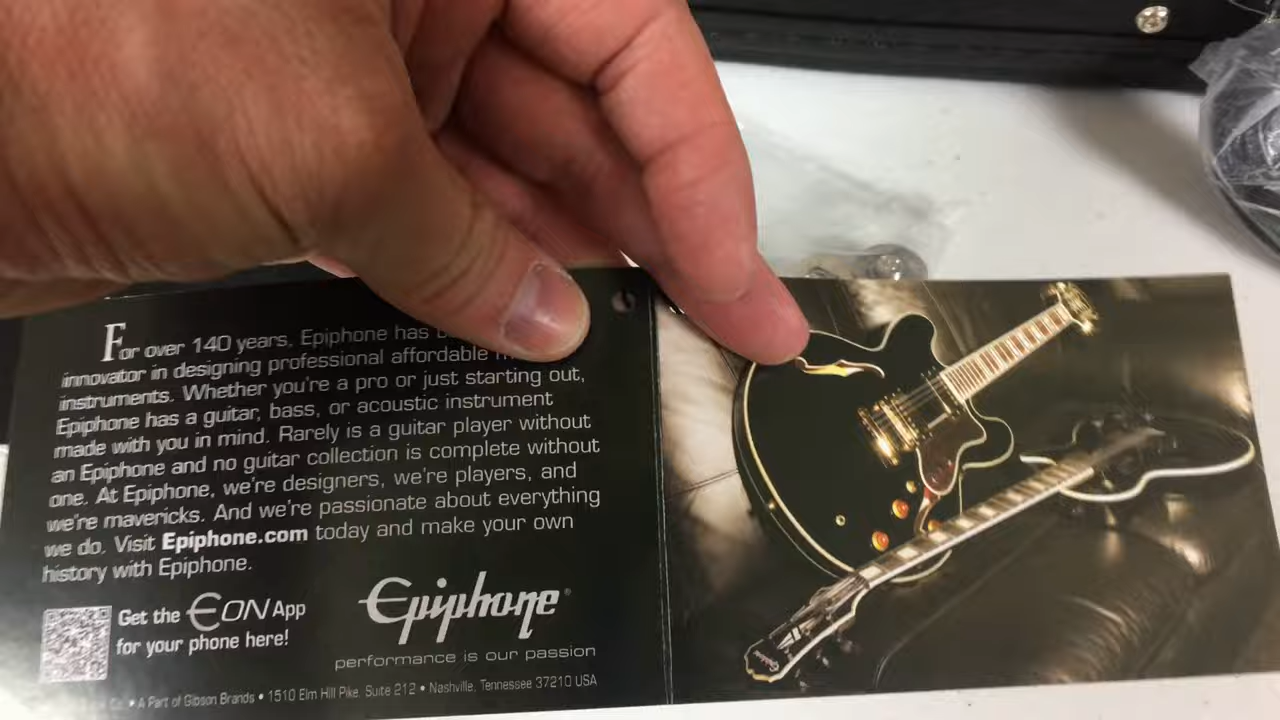 For over 140 years, Epiphone has
innovator in designing professional affordable
instruments. Whether you're a pro or just starting out,
Epiphone has a guitar, bass, or acoustic instrument
made with you in mind. Rarely is a guitar player without
an Epiphone and no guitar collection is complete without
one. At Epiphone, we're designers, we're players, and
we're mavericks. And we're passionate about everything
we do. Visit Epiphone.com today and make your own
history with Epiphone.
Get the EON App
for your phone here!
Epiphone®
performance is our passion
Co. • A Part of Gibson Brands • 1510 Elm Hill Pike, Suite 212 • Nashville, Tennessee 37210 USA
Epiphone